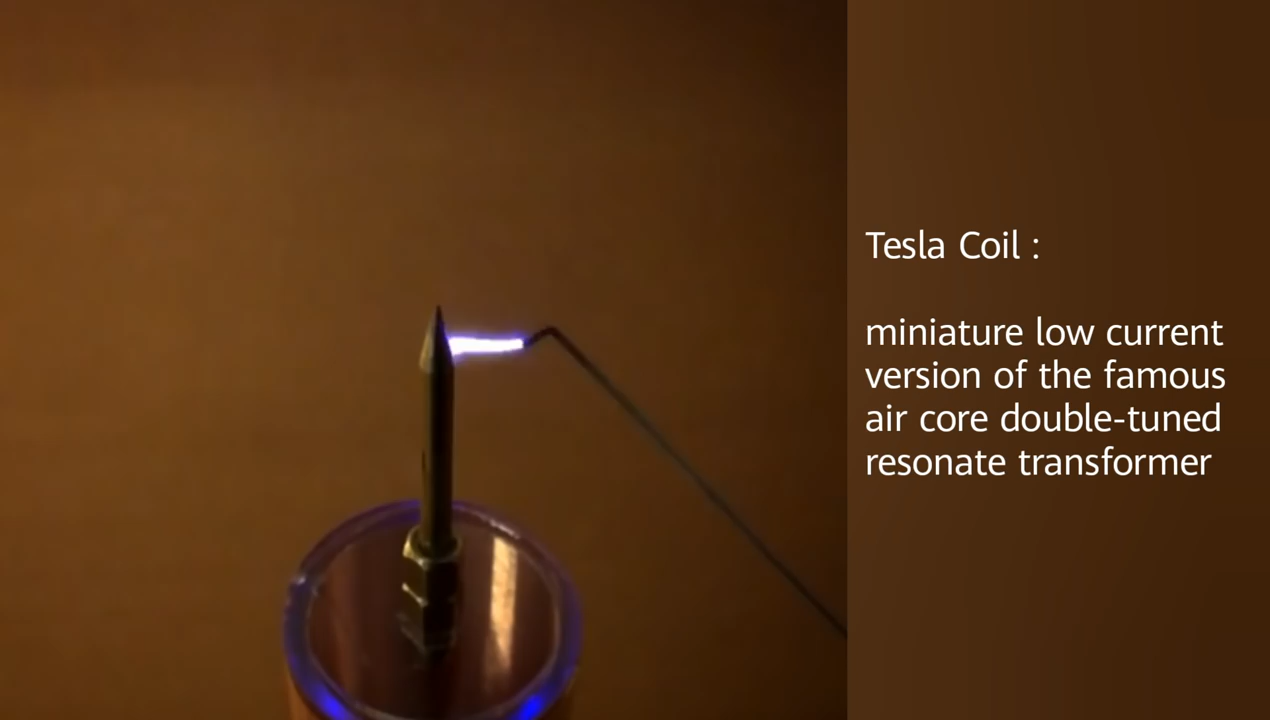 Tesla Coil :
miniature low current
version of the famous
air core double-tuned
resonate transformer